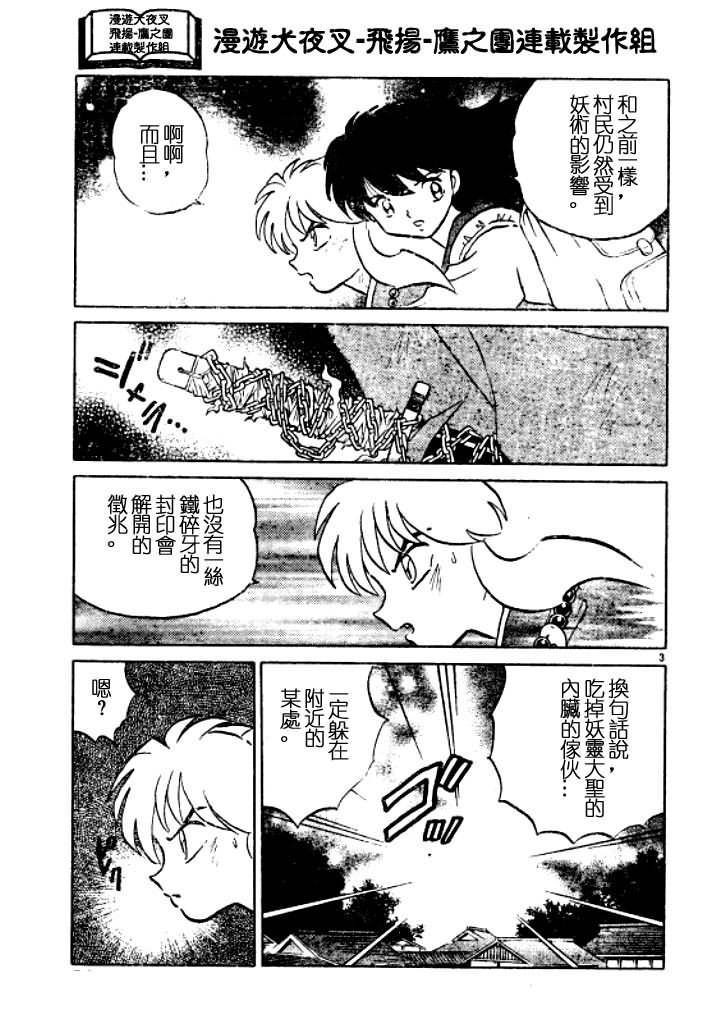 漫遊犬夜叉
飛揚-鷹之團
連載製作組
漫遊犬夜叉-飛揚-鷹之團連載製作組
和之前一樣，
村民仍然受到
妖術的影響。
啊啊，
而且…
也沒有一絲
鐵碎牙的
封印會
解開的
徵兆。
3
換句話說，
吃掉妖靈大聖的
內臟的傢伙…
一定躲在
附近的
某處。
ゴッ
嗯？